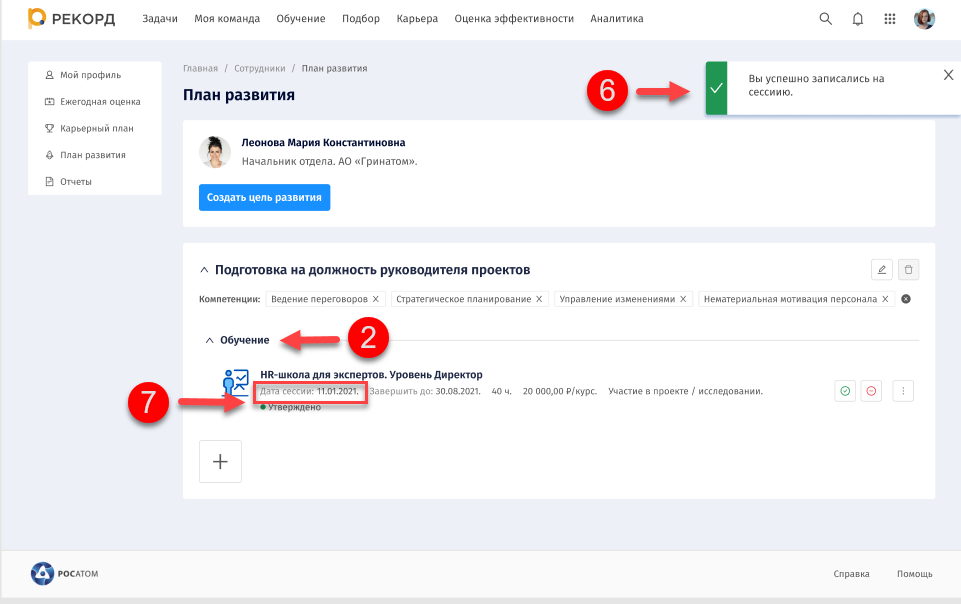 РЕКОРД Задачи Моя команда Обучение Подбор Карьера Оценка эффективности Аналитика
Мой профиль
Ежегодная оценка
Карьерный план
План развития
Отчеты
Главная / Сотрудники / План развития
План развития
6
Вы успешно записались на
сессиию.
Леонова Мария Константиновна
Начальник отдела. АО «Гринатом».
Создать цель развития
Подготовка на должность руководителя проектов
Компетенции: Ведение переговоров Стратегическое планирование Управление изменениями Нематериальная мотивация персонала
Обучение
2
HR-школа для экспертов. Уровень Директор
7
Дата сессии: 11.01.2021. Завершить до: 30.08.2021. 40 ч. 20 000,00 ₽/курс. Участие в проекте / исследовании.
Утверждено
РОСАТОМ Справка Помощь